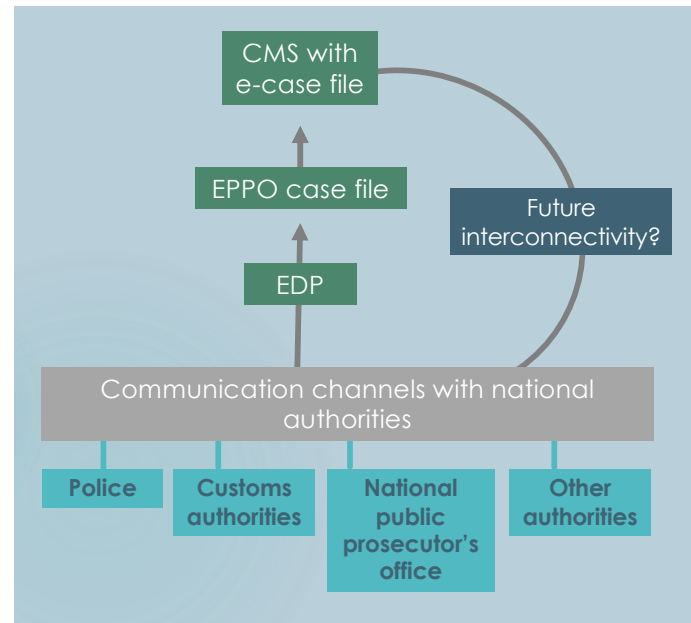 CMS with
e-case file
EPPO case file
Future
interconnectivity?
EDP
Communication channels with national
authorities
Police
Customs
authorities
National
public
prosecutor's
office
Other
authorities